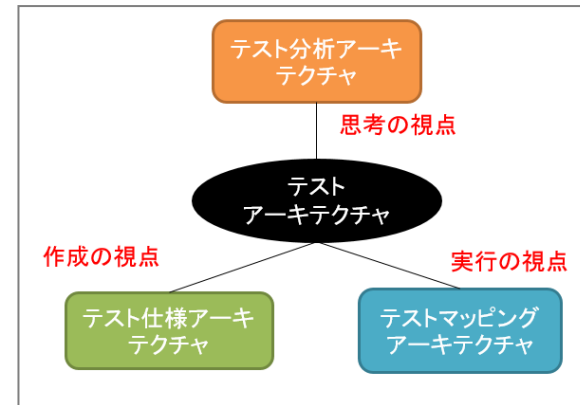 テスト分析アーキ
テクチャ
思考の視点
テスト
アーキテクチャ
作成の視点
実行の視点
テスト仕様アーキ
テクチャ
テストマッピング
アーキテクチャ